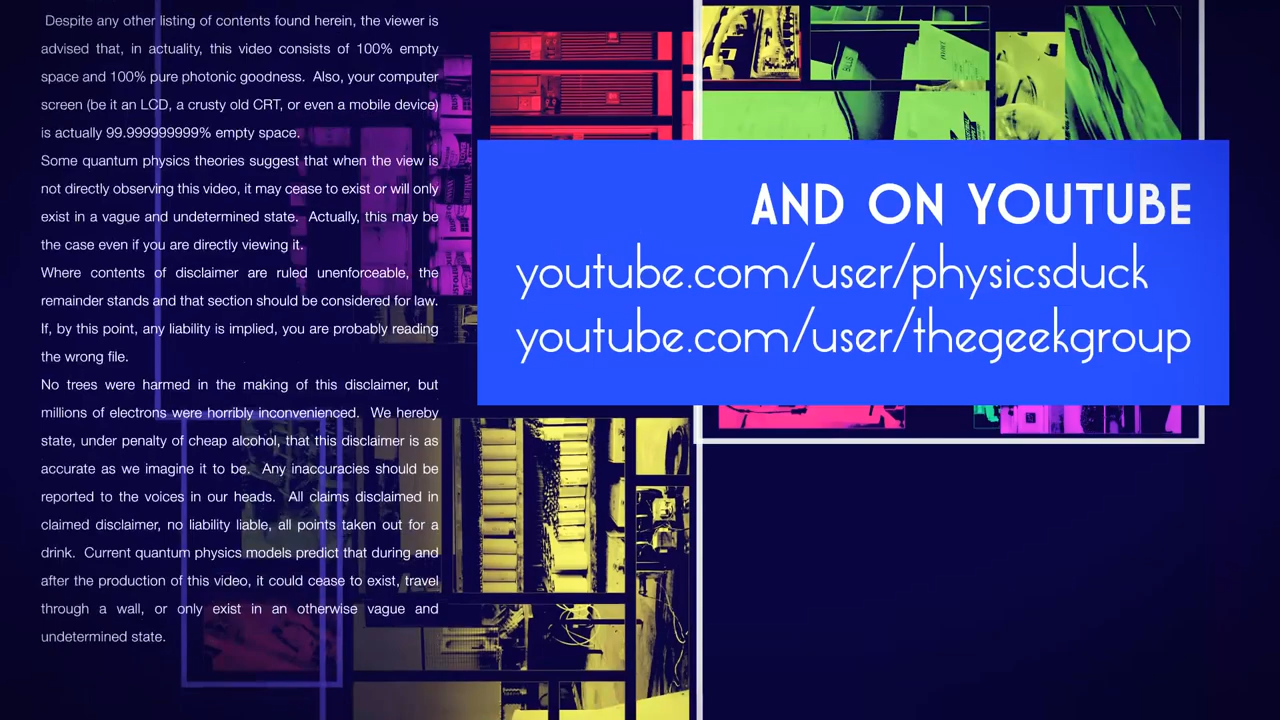 Despite any other listing of contents found herein, the viewer is
advised that, in actuality, this video consists of 100% empty
space and 100% pure photonic goodness. Also, your computer
screen (be it an LCD, a crusty old CRT, or even a mobile device)
is actually 99.999999999% empty space.
Some quantum physics theories suggest that when the view is
not directly observing this video, it may cease to exist or will only
exist in a vague and undetermined state. Actually, this may be
the case even if you are directly viewing it.
Where contents of disclaimer are ruled unenforceable, the
remainder stands and that section should be considered for law.
If, by this point, any liability is implied, you are probably reading
the wrong file.
No trees were harmed in the making of this disclaimer, but
millions of electrons were horribly inconvenienced. We hereby
state, under penalty of cheap alcohol, that this disclaimer is as
accurate as we imagine it to be. Any inaccuracies should be
reported to the voices in our heads. All claims disclaimed in
claimed disclaimer, no liability liable, all points taken out for a
drink. Current quantum physics models predict that during and
after the production of this video, it could cease to exist, travel
through a wall, or only exist in an otherwise vague and
undetermined state.
AND ON YOUTUBE
youtube.com/user/physicsduck
youtube.com/user/thegeekgroup